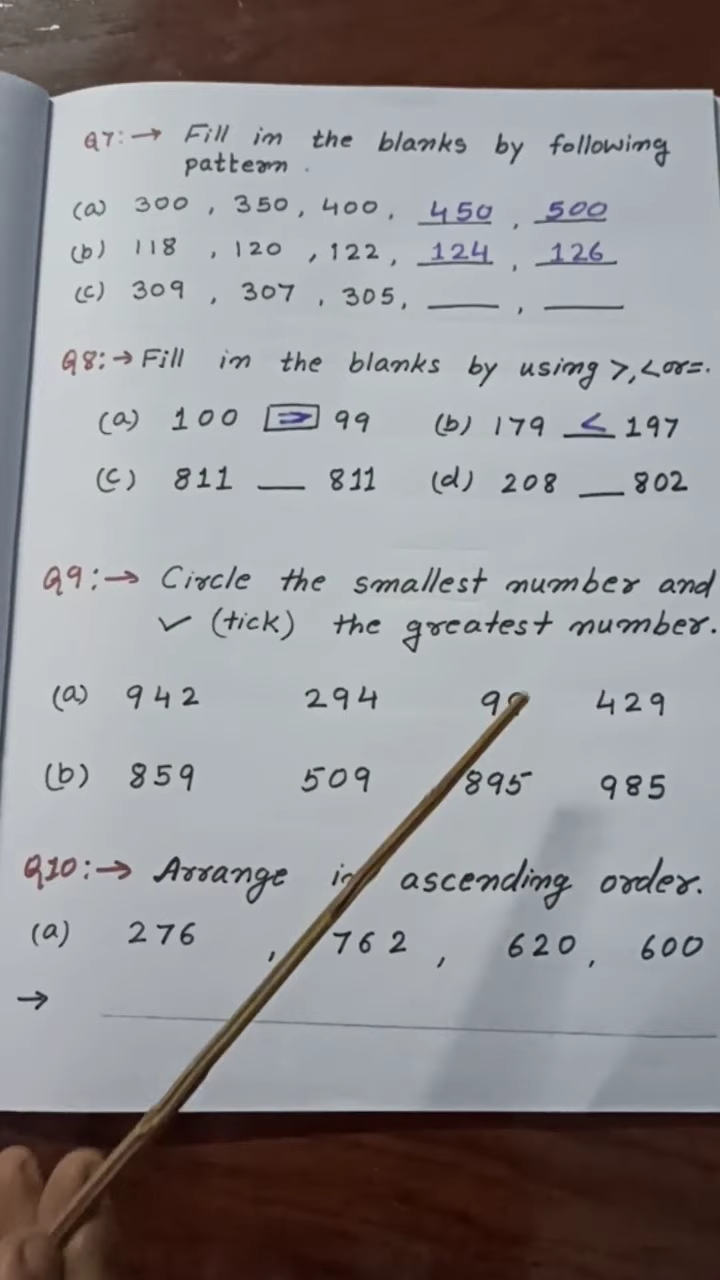 Q7:→ Fill in the blanks by following
pattern.
(a) 300, 350, 400, 450, 500
(b) 118, 120, 122, 124, 126
(c) 309, 307, 305, ___, ___
Q8:→ Fill in the blanks by using >, < or =.
(a) 100 > 99 (b) 179 < 197
(c) 811 __ 811 (d) 208 __ 802
Q9:→ Circle the smallest number and
✓ (tick) the greatest number.
(a) 942 294 429
(b) 859 509 895 985
Q10:→ Arrange in ascending order.
(a) 276, 762, 620, 600
→